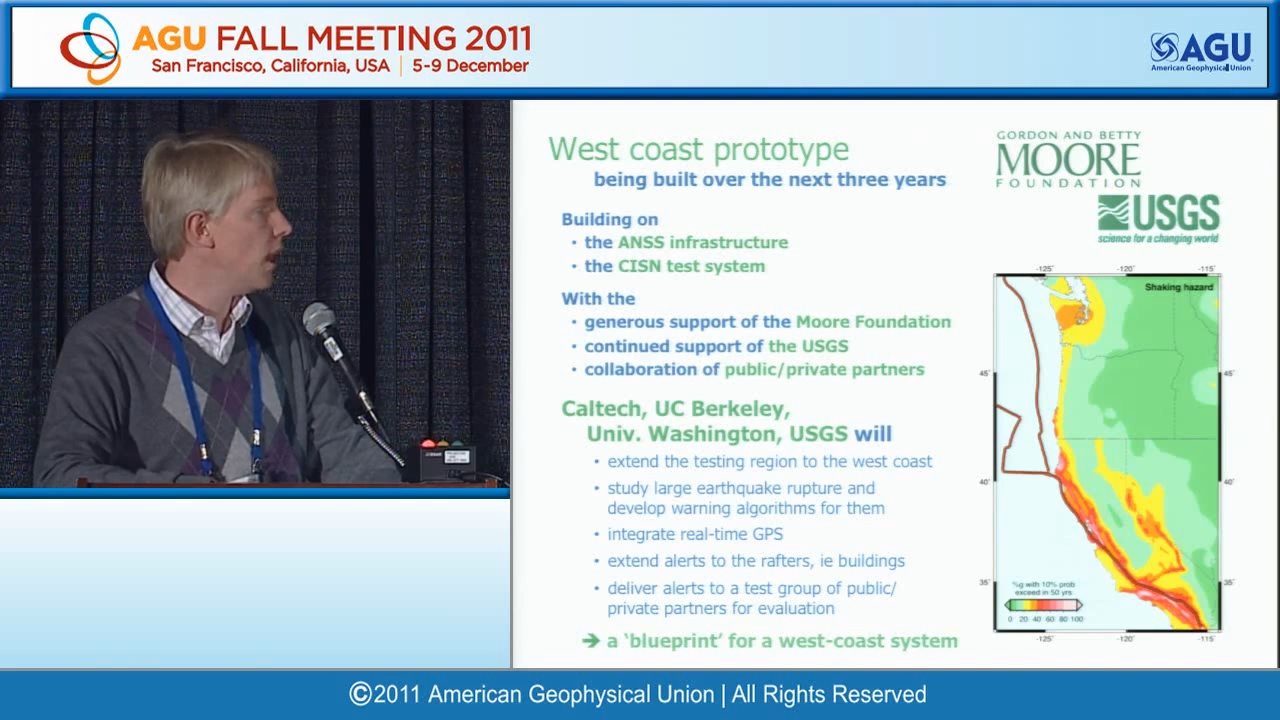 AGU FALL MEETING 2011
San Francisco, California, USA | 5-9 December
AGU
American Geophysical Union
West coast prototype
being built over the next three years
GORDON AND BETTY
MOORE
FOUNDATION
USGS
science for a changing world
Building on
• the ANSS infrastructure
• the CISN test system
With the
• generous support of the Moore Foundation
• continued support of the USGS
• collaboration of public/private partners
Caltech, UC Berkeley,
Univ. Washington, USGS will
• extend the testing region to the west coast
• study large earthquake rupture and
develop warning algorithms for them
• integrate real-time GPS
• extend alerts to the rafters, ie buildings
• deliver alerts to a test group of public/
private partners for evaluation
➔ a ‘blueprint’ for a west-coast system
-125° -120° -115°
Shaking hazard
45° 45°
40° 40°
35° 35°
%g with 10% prob
exceed in 50 yrs
0 20 40 60 80 100
-125° -120° -115°
©2011 American Geophysical Union | All Rights Reserved